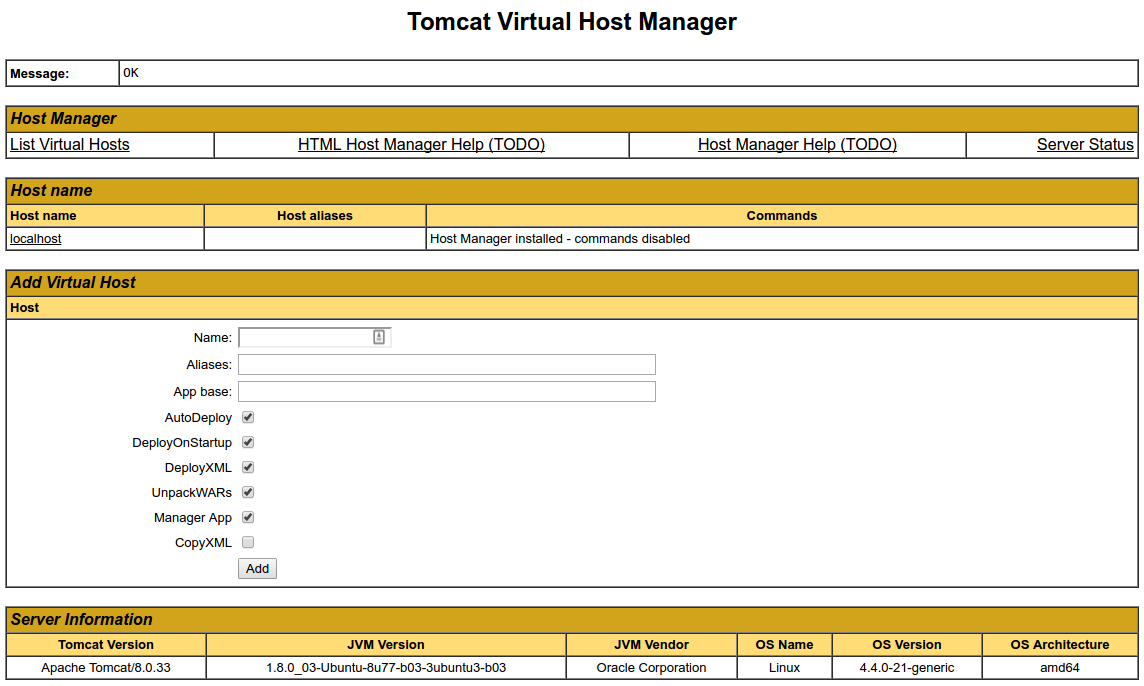 Tomcat Virtual Host Manager
Message: OK
Host Manager
List Virtual Hosts HTML Host Manager Help (TODO) Host Manager Help (TODO) Server Status
Host name
Host name Host aliases Commands
localhost Host Manager installed - commands disabled
Add Virtual Host
Host
Name:
Aliases:
App base:
AutoDeploy
DeployOnStartup
DeployXML
UnpackWARs
Manager App
CopyXML
Add
Server Information
Tomcat Version JVM Version JVM Vendor OS Name OS Version OS Architecture
Apache Tomcat/8.0.33 1.8.0_03-Ubuntu-8u77-b03-3ubuntu3-b03 Oracle Corporation Linux 4.4.0-21-generic amd64